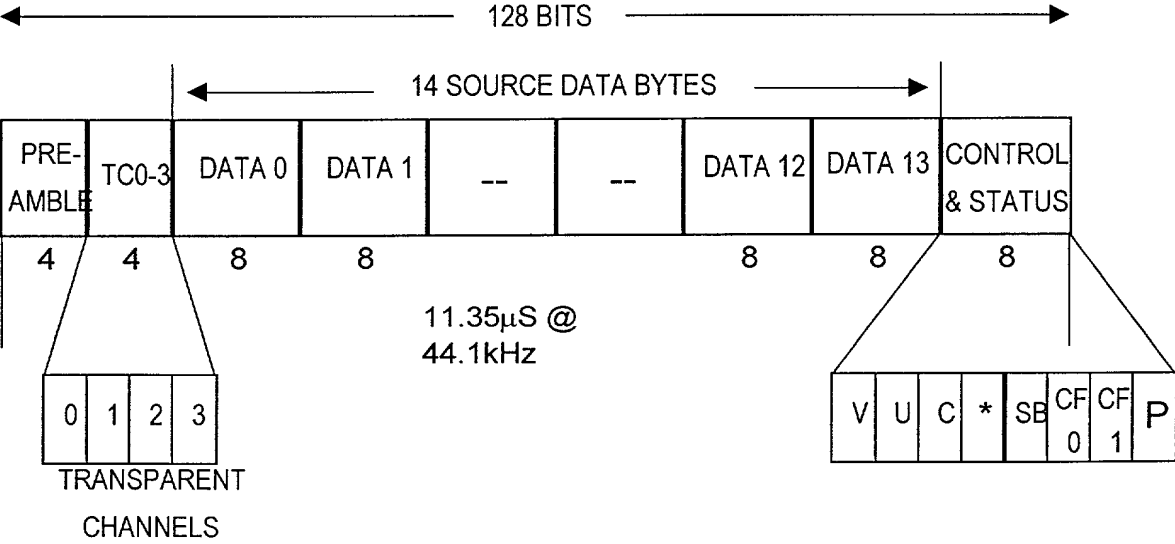 128 BITS
14 SOURCE DATA BYTES
PRE-
AMBLE
TC0-3
DATA 0
DATA 1
--
--
DATA 12
DATA 13
CONTROL
& STATUS
4 4 8 8 8 8 8
11.35µS @
44.1kHz
0 1 2 3
TRANSPARENT
CHANNELS
V U C * SB CF CF P
0 1